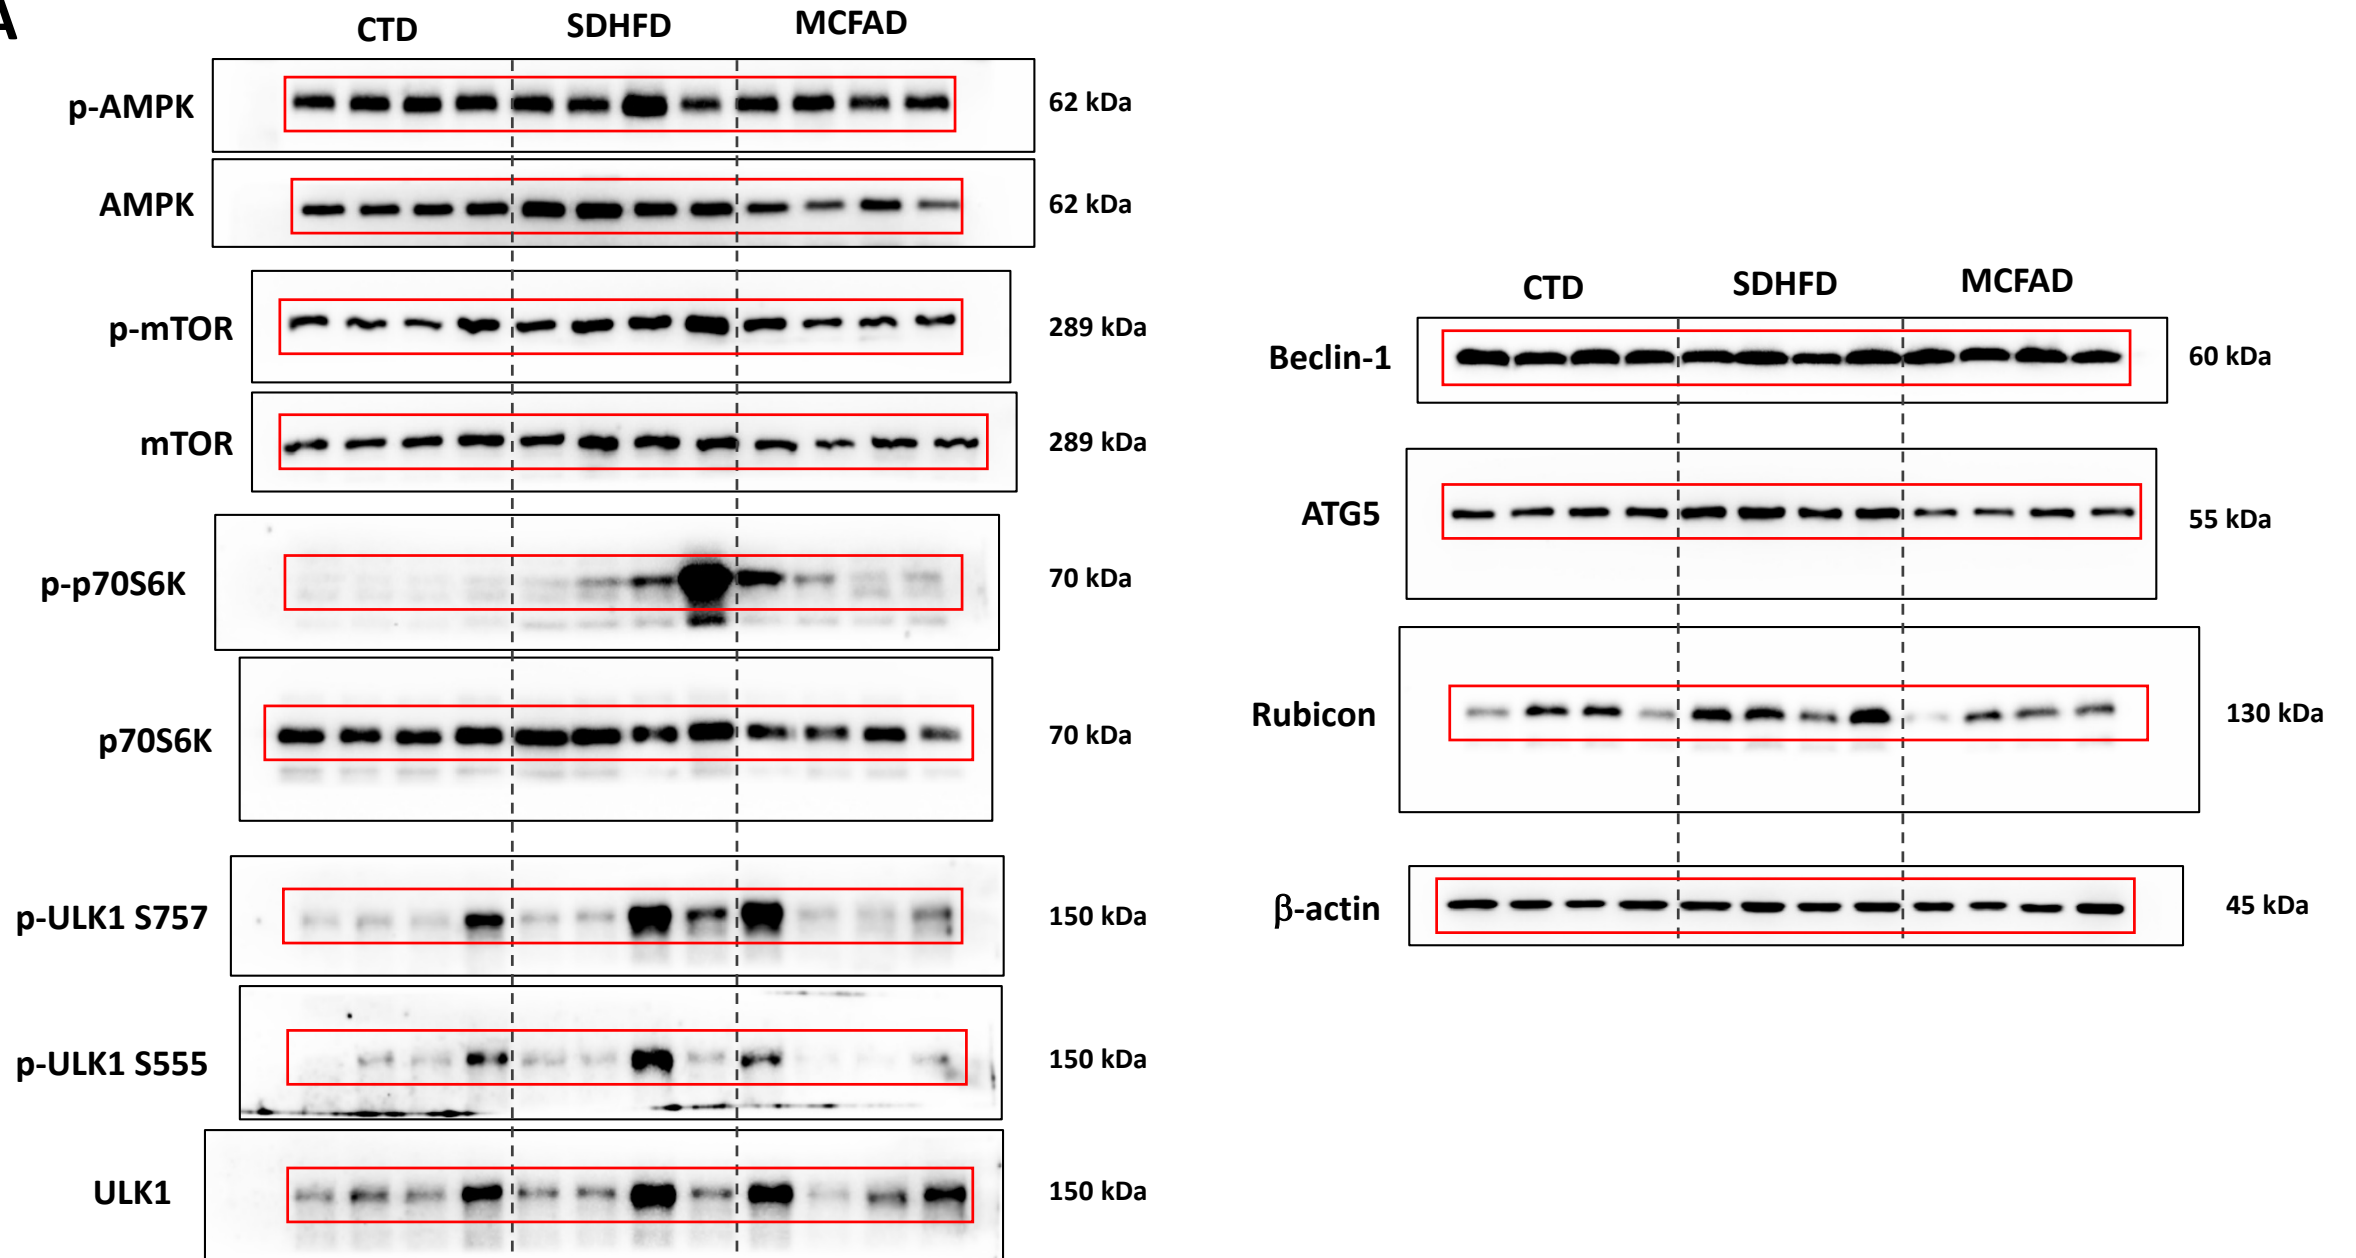 A
CTD SDHFD MCFAD
p-AMPK 62 kDa
AMPK 62 kDa
p-mTOR 289 kDa
mTOR 289 kDa
p-p70S6K 70 kDa
p70S6K 70 kDa
p-ULK1 S757 150 kDa
p-ULK1 S555 150 kDa
ULK1 150 kDa
CTD SDHFD MCFAD
Beclin-1 60 kDa
ATG5 55 kDa
Rubicon 130 kDa
β-actin 45 kDa